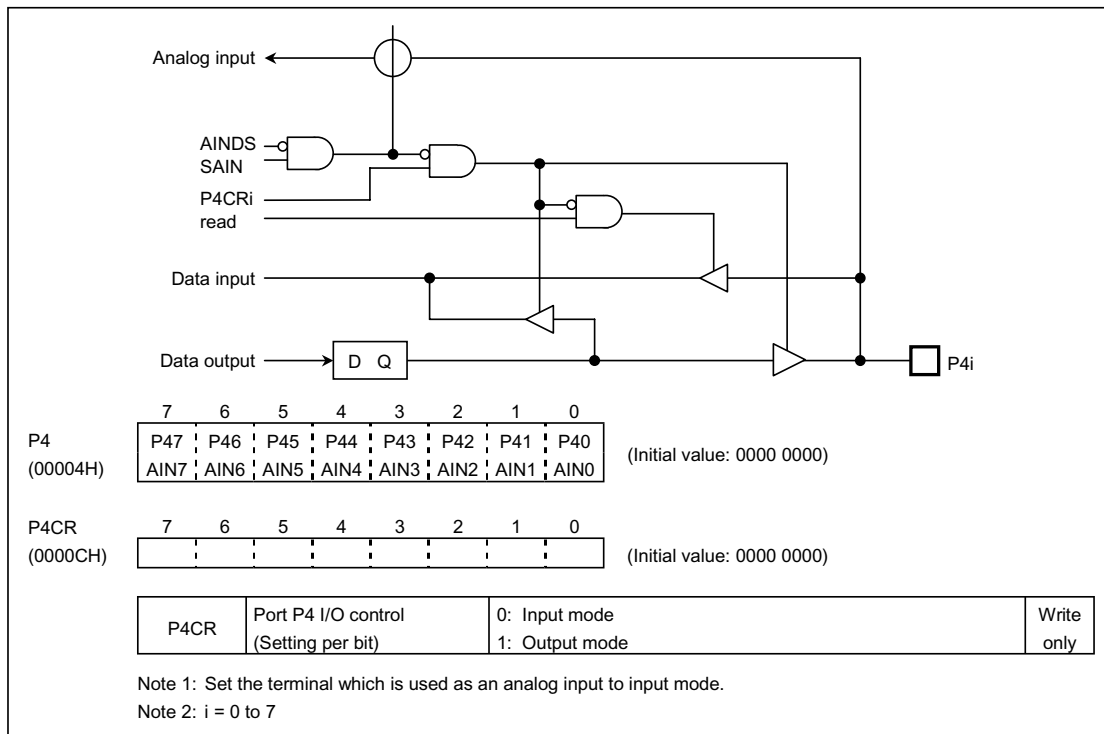 Analog input
AINDS
SAIN
P4CRi
read
Data input
Data output
D Q
P4i
7 6 5 4 3 2 1 0
P4 P47 P46 P45 P44 P43 P42 P41 P40 (Initial value: 0000 0000)
(00004H) AIN7 AIN6 AIN5 AIN4 AIN3 AIN2 AIN1 AIN0
P4CR 7 6 5 4 3 2 1 0
(0000CH) (Initial value: 0000 0000)
P4CR Port P4 I/O control 0: Input mode Write
(Setting per bit) 1: Output mode only
Note 1: Set the terminal which is used as an analog input to input mode.
Note 2: i = 0 to 7